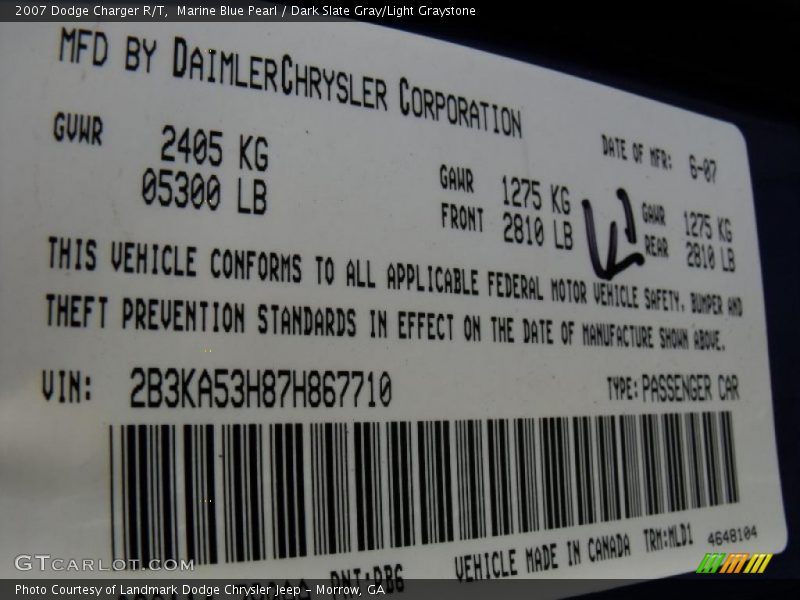 2007 Dodge Charger R/T, Marine Blue Pearl / Dark Slate Gray/Light Graystone
MFD BY DAIMLERCHRYSLER CORPORATION
DATE OF MFR: 6-07
GVWR 2405 KG
05300 LB
GAWR 1275 KG
FRONT 2810 LB
GAWR 1275 KG
REAR 2810 LB
THIS VEHICLE CONFORMS TO ALL APPLICABLE FEDERAL MOTOR VEHICLE SAFETY, BUMPER AND
THEFT PREVENTION STANDARDS IN EFFECT ON THE DATE OF MANUFACTURE SHOWN ABOVE.
VIN: 2B3KA53H87H867710 TYPE: PASSENGER CAR
PNT:PB6 VEHICLE MADE IN CANADA TRM:MLD1 4648104
GTCARLOT.COM
Photo Courtesy of Landmark Dodge Chrysler Jeep - Morrow, GA